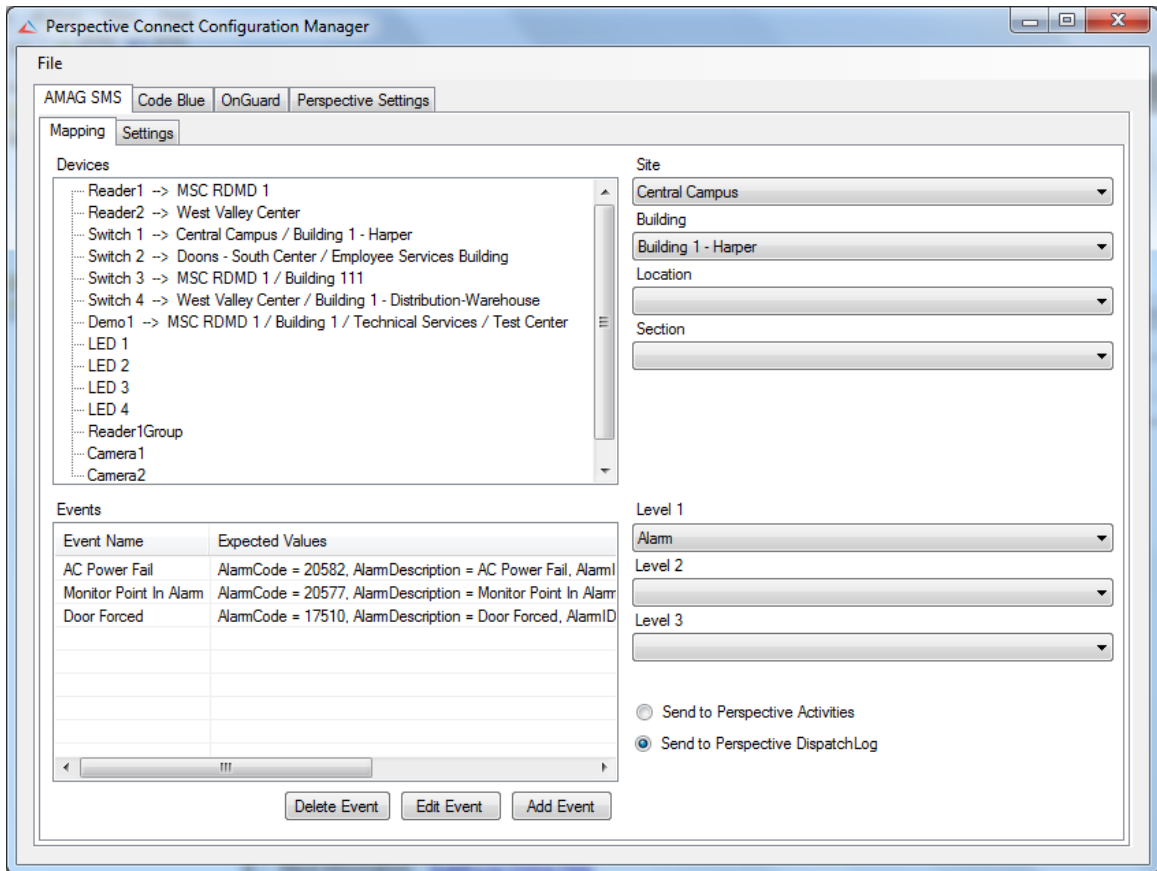 Perspective Connect Configuration Manager
File
AMAG SMS Code Blue OnGuard Perspective Settings
Mapping Settings
Devices
Reader1 --> MSC RDMD 1
Reader2 --> West Valley Center
Switch 1 --> Central Campus / Building 1 - Harper
Switch 2 --> Doons - South Center / Employee Services Building
Switch 3 --> MSC RDMD 1 / Building 111
Switch 4 --> West Valley Center / Building 1 - Distribution-Warehouse
Demo1 --> MSC RDMD 1 / Building 1 / Technical Services / Test Center
LED 1
LED 2
LED 3
LED 4
Reader1Group
Camera1
Camera2
Site
Central Campus
Building
Building 1 - Harper
Location
Section
Events
Event Name Expected Values
AC Power Fail AlarmCode = 20582, AlarmDescription = AC Power Fail, AlarmI
Monitor Point In Alarm AlarmCode = 20577, AlarmDescription = Monitor Point In Alarm
Door Forced AlarmCode = 17510, AlarmDescription = Door Forced, AlarmID
Delete Event Edit Event Add Event
Level 1
Alarm
Level 2
Level 3
Send to Perspective Activities
Send to Perspective DispatchLog